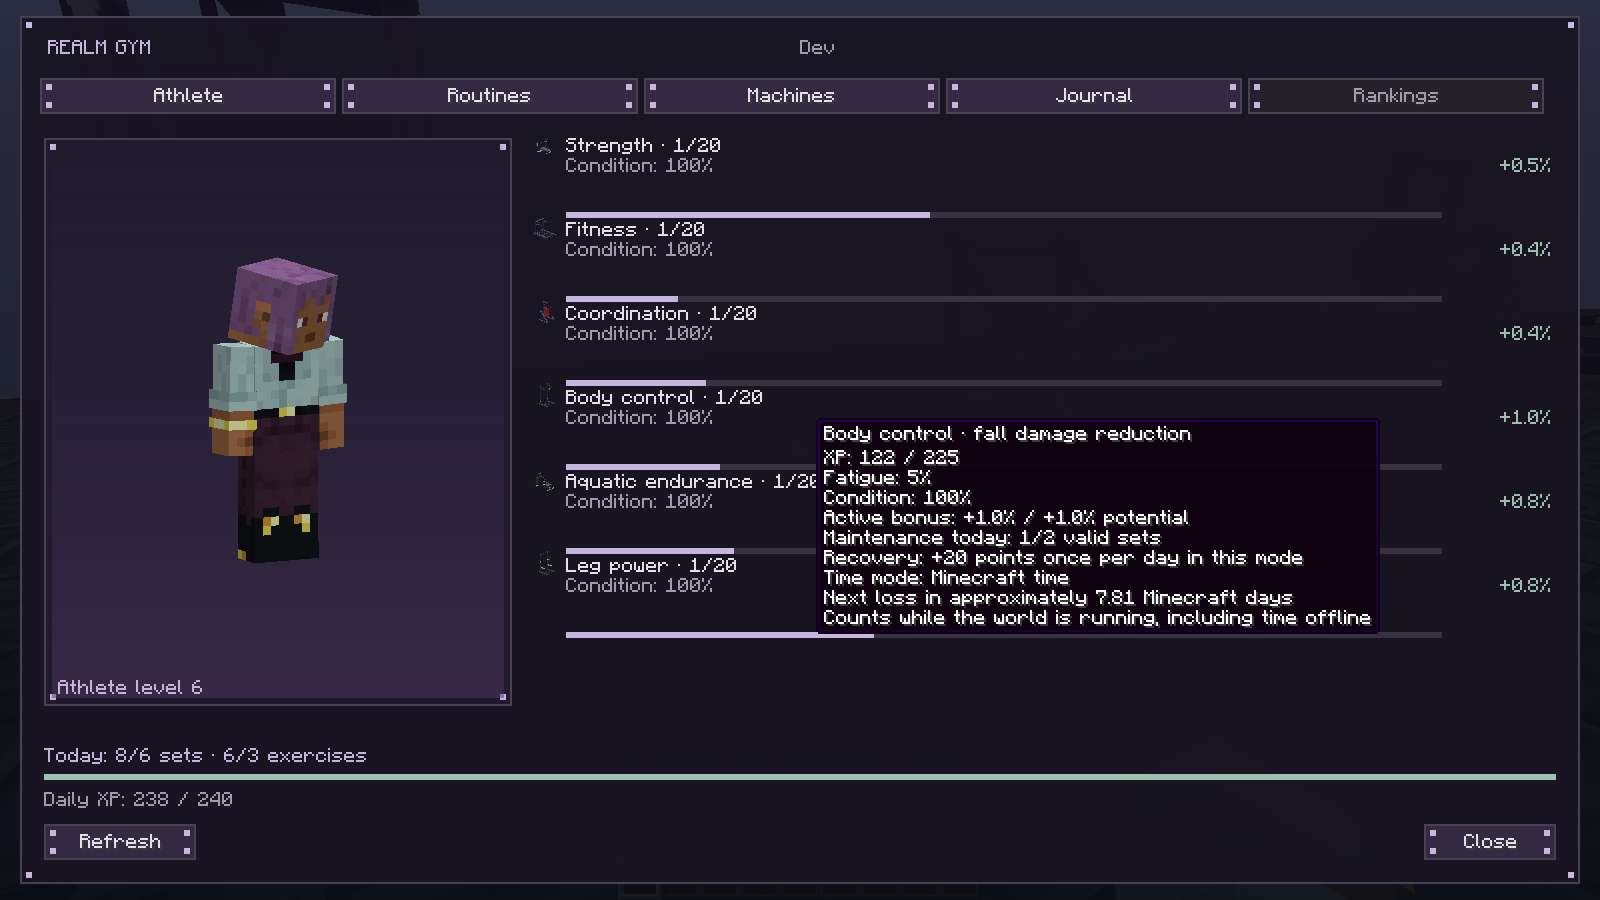 REALM GYM
Dev
Athlete
Routines
Machines
Journal
Rankings
Strength · 1/20
Condition: 100%
+0.5%
Fitness · 1/20
Condition: 100%
+0.4%
Coordination · 1/20
Condition: 100%
+0.4%
Body control · 1/20
Condition: 100%
+1.0%
Aquatic endurance · 1/20
Condition: 100%
+0.8%
Leg power · 1/20
Condition: 100%
+0.8%
Body control · fall damage reduction
XP: 122 / 225
Fatigue: 5%
Condition: 100%
Active bonus: +1.0% / +1.0% potential
Maintenance today: 1/2 valid sets
Recovery: +20 points once per day in this mode
Time mode: Minecraft time
Next loss in approximately 7.81 Minecraft days
Counts while the world is running, including time offline
Athlete level 6
Today: 8/6 sets · 6/3 exercises
Daily XP: 238 / 240
Refresh
Close